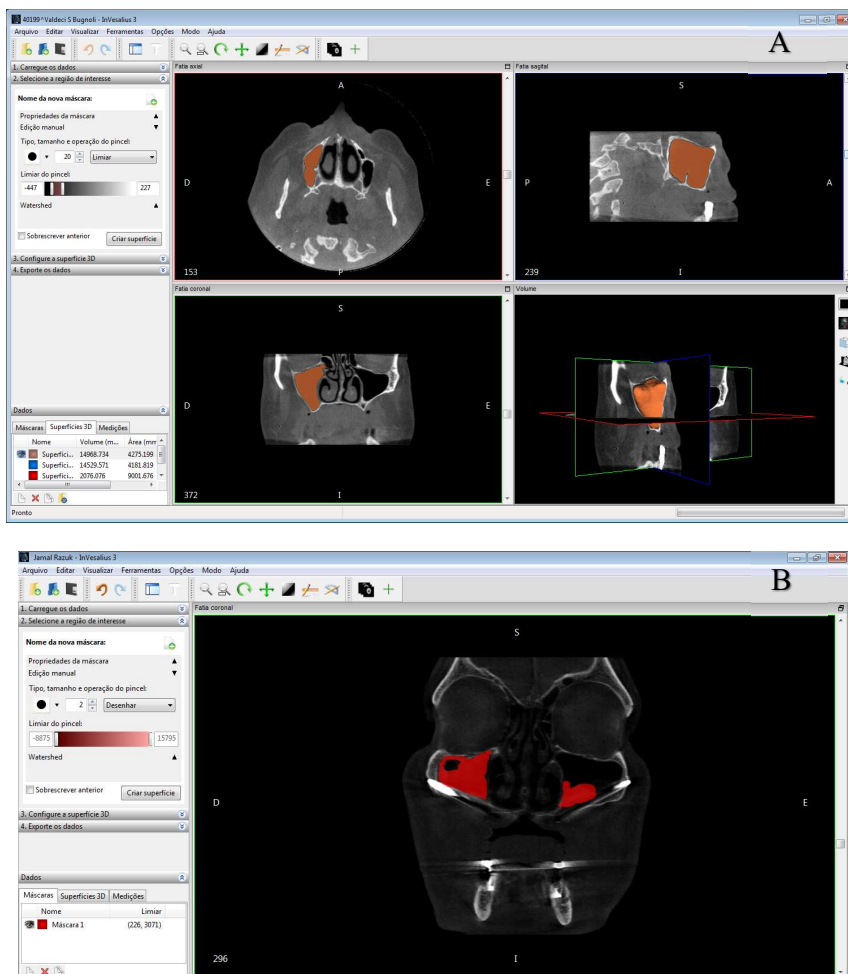 40199^Valdeci S Bugnoli - InVesalius 3
Arquivo Editar Visualizar Ferramentas Opções Modo Ajuda
A
1. Carregue os dados
2. Selecione a região de interesse
Nome da nova máscara:
Propriedades da máscara
Edição manual
Tipo, tamanho e operação do pincel:
20 Limiar
Limiar do pincel:
-447 227
Watershed
Sobrescrever anterior Criar superfície
3. Configure a superfície 3D
4. Exporte os dados
Dados
Máscaras Superfícies 3D Medições
Nome Volume (m... Área (mm
Superfíci... 14968.734 4275.199
Superfíci... 14529.571 4181.819
Superfíci... 2076.076 9001.676
Pronto
Fatia axial
A
D E
153 P
Fatia sagital
S
P A
239 I
Fatia coronal
S
D E
372 I
Volume
Jamal Razuk - InVesalius 3
Arquivo Editar Visualizar Ferramentas Opções Modo Ajuda
B
1. Carregue os dados
2. Selecione a região de interesse
Nome da nova máscara:
Propriedades da máscara
Edição manual
Tipo, tamanho e operação do pincel:
2 Desenhar
Limiar do pincel:
-8875 15795
Watershed
Sobrescrever anterior Criar superfície
3. Configure a superfície 3D
4. Exporte os dados
Dados
Máscaras Superfícies 3D Medições
Nome Limiar
Máscara 1 (226, 3071)
Fatia coronal
S
D E
296 I